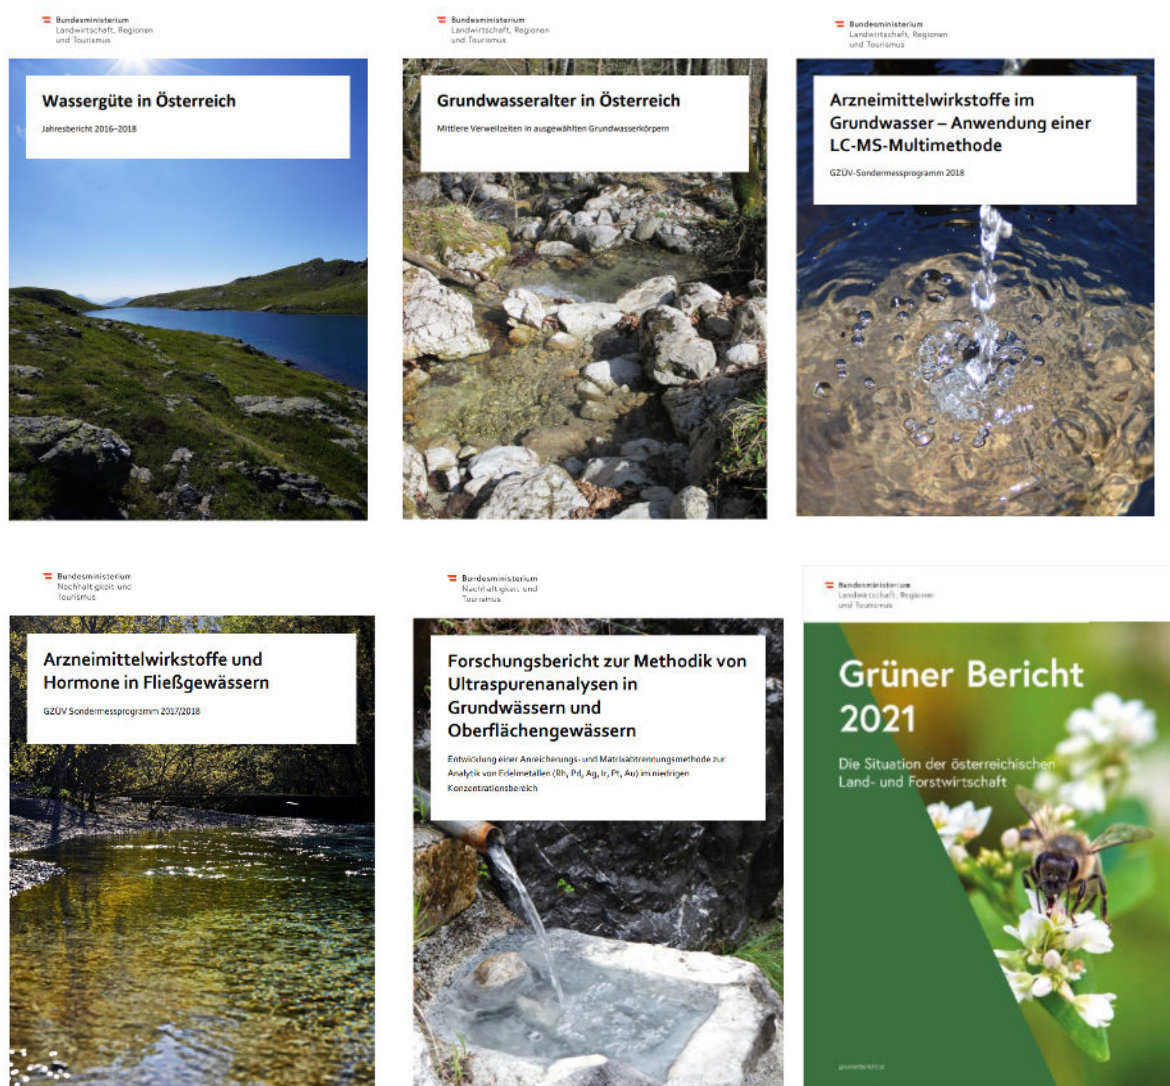 Bundesministerium
Landwirtschaft, Regionen
und Tourismus
Wassergüte in Österreich
Jahresbericht 2016–2018
Bundesministerium
Landwirtschaft, Regionen
und Tourismus
Grundwasseralter in Österreich
Mittlere Verweilzeiten in ausgewählten Grundwasserkörpern
Bundesministerium
Landwirtschaft, Regionen
und Tourismus
Arzneimittelwirkstoffe im
Grundwasser – Anwendung einer
LC-MS-Multimethode
GZÜV-Sondermessprogramm 2018
Bundesministerium
Nachhaltigkeit und
Tourismus
Arzneimittelwirkstoffe und
Hormone in Fließgewässern
GZÜV Sondermessprogramm 2017/2018
Bundesministerium
Nachhaltigkeit und
Tourismus
Forschungsbericht zur Methodik von
Ultraspurenanalysen in
Grundwässern und
Oberflächengewässern
Entwicklung einer Anreicherungs- und Matrixabtrennungsmethode zur
Analytik von Edelmetallen (Rh, Pd, Ag, Ir, Pt, Au) im niedrigen
Konzentrationsbereich
Bundesministerium
Landwirtschaft, Regionen
und Tourismus
Grüner Bericht
2021
Die Situation der österreichischen
Land- und Forstwirtschaft
gruenerbericht.at